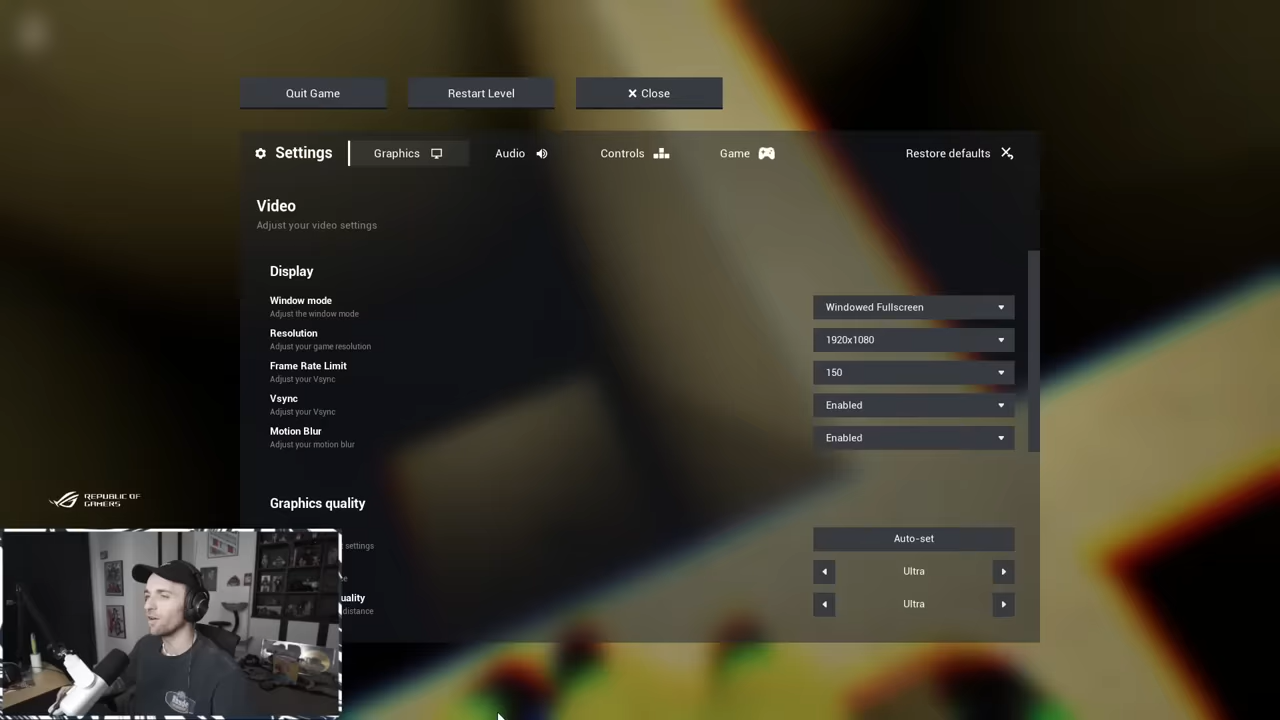 Quit Game
Restart Level
Close
Settings
Graphics
Audio
Controls
Game
Restore defaults
Video
Adjust your video settings
Display
Window mode
Adjust the window mode
Windowed Fullscreen
Resolution
Adjust your game resolution
1920x1080
Frame Rate Limit
Adjust your Vsync
150
Vsync
Adjust your Vsync
Enabled
Motion Blur
Adjust your motion blur
Enabled
REPUBLIC OF
GAMERS
Graphics quality
settings
Auto-set
Ultra
distance
Ultra